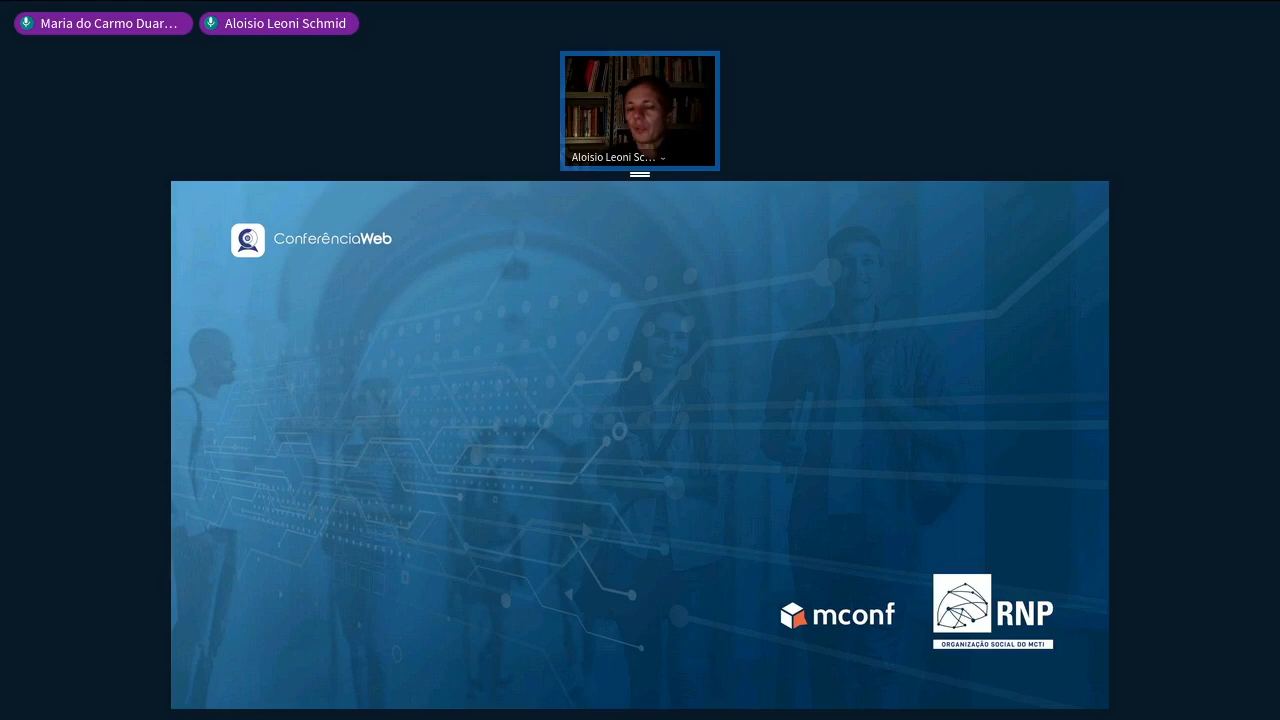 Maria do Carmo Duar…
Aloisio Leoni Schmid
Aloisio Leoni Sc…
ConferênciaWeb
mconf
RNP
ORGANIZAÇÃO SOCIAL DO MCTI